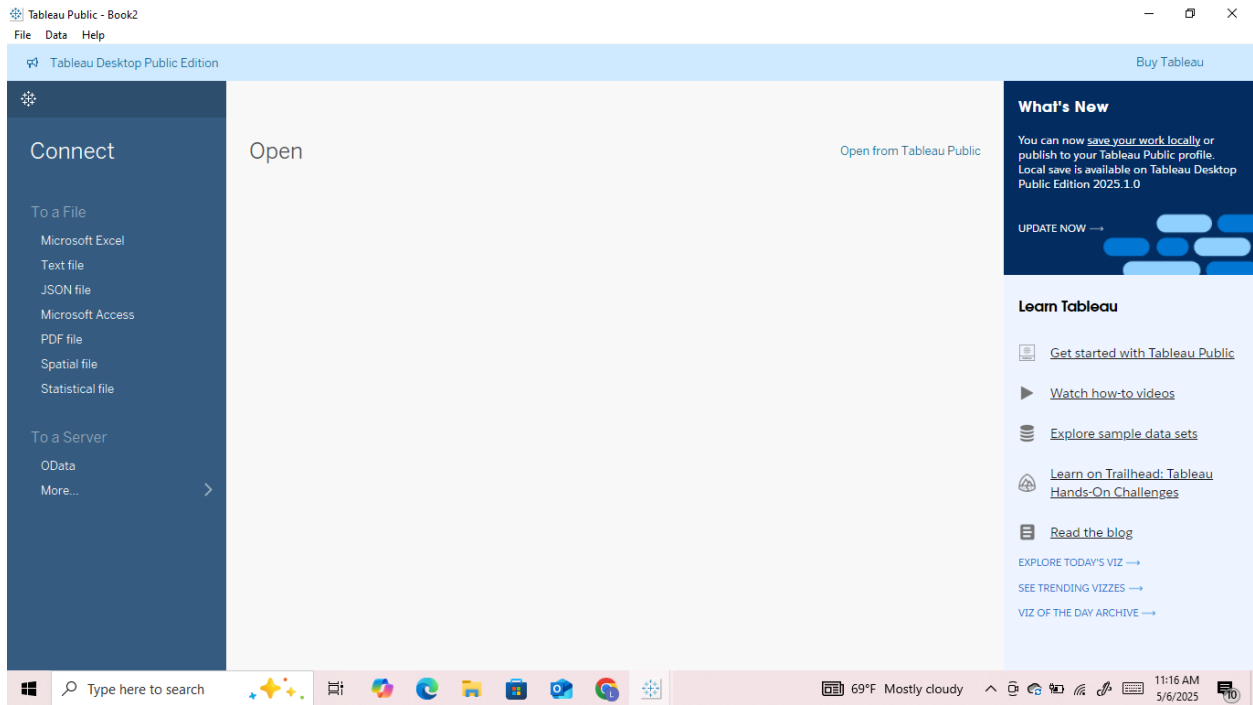 Tableau Public - Book2
File Data Help
Tableau Desktop Public Edition
Buy Tableau
Connect
To a File
Microsoft Excel
Text file
JSON file
Microsoft Access
PDF file
Spatial file
Statistical file
To a Server
OData
More...
Open
Open from Tableau Public
What's New
You can now save your work locally or
publish to your Tableau Public profile.
Local save is available on Tableau Desktop
Public Edition 2025.1.0
UPDATE NOW →
Learn Tableau
Get started with Tableau Public
Watch how-to videos
Explore sample data sets
Learn on Trailhead: Tableau
Hands-On Challenges
Read the blog
EXPLORE TODAY'S VIZ →
SEE TRENDING VIZZES →
VIZ OF THE DAY ARCHIVE →
Type here to search
L
69°F Mostly cloudy
11:16 AM
5/6/2025
10